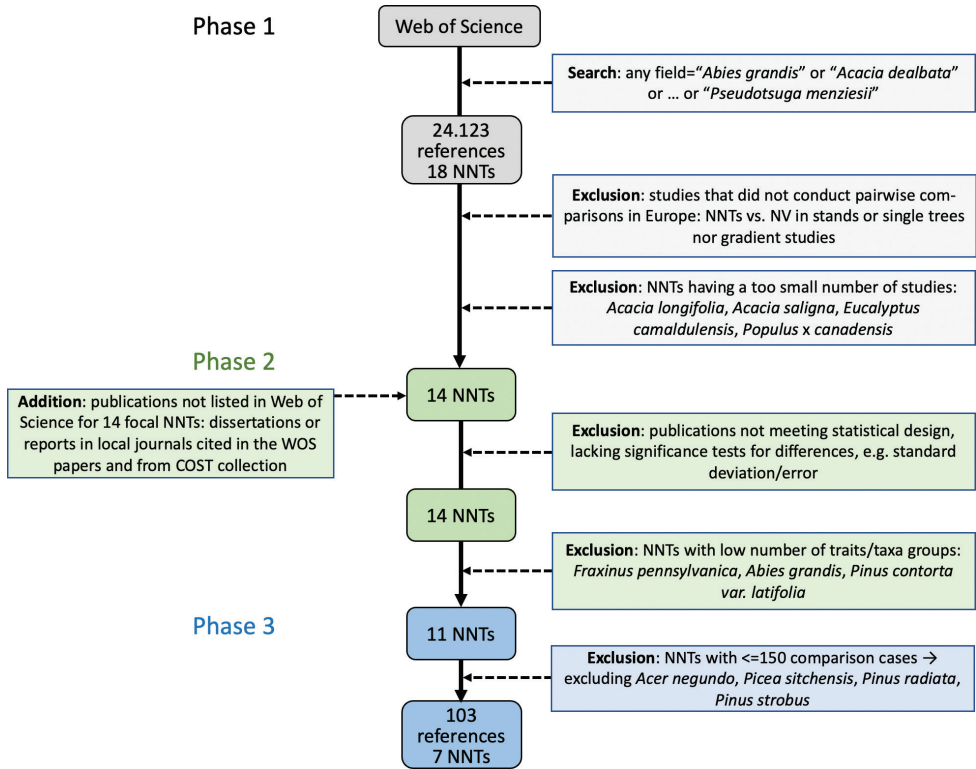 Phase 1
Web of Science
Search: any field=“Abies grandis” or “Acacia dealbata”
or … or “Pseudotsuga menziesii”
24.123
references
18 NNTs
Exclusion: studies that did not conduct pairwise com-
parisons in Europe: NNTs vs. NV in stands or single trees
nor gradient studies
Exclusion: NNTs having a too small number of studies:
Acacia longifolia, Acacia saligna, Eucalyptus
camaldulensis, Populus x canadensis
Phase 2
14 NNTs
Addition: publications not listed in Web of
Science for 14 focal NNTs: dissertations or
reports in local journals cited in the WOS
papers and from COST collection
Exclusion: publications not meeting statistical design,
lacking significance tests for differences, e.g. standard
deviation/error
14 NNTs
Exclusion: NNTs with low number of traits/taxa groups:
Fraxinus pennsylvanica, Abies grandis, Pinus contorta
var. latifolia
Phase 3
11 NNTs
Exclusion: NNTs with <=150 comparison cases →
excluding Acer negundo, Picea sitchensis, Pinus radiata,
Pinus strobus
103
references
7 NNTs